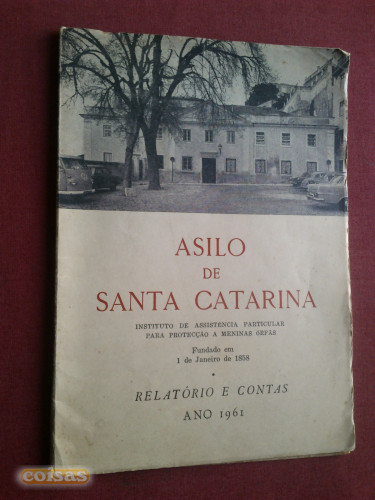 ASILO
DE
SANTA CATARINA
INSTITUTO DE ASSISTENCIA PARTICULAR
PARA PROTECÇÃO A MENINAS ÓRFÃS
Fundado em
1 de Janeiro de 1858
RELATÓRIO E CONTAS
ANO 1961
coisas